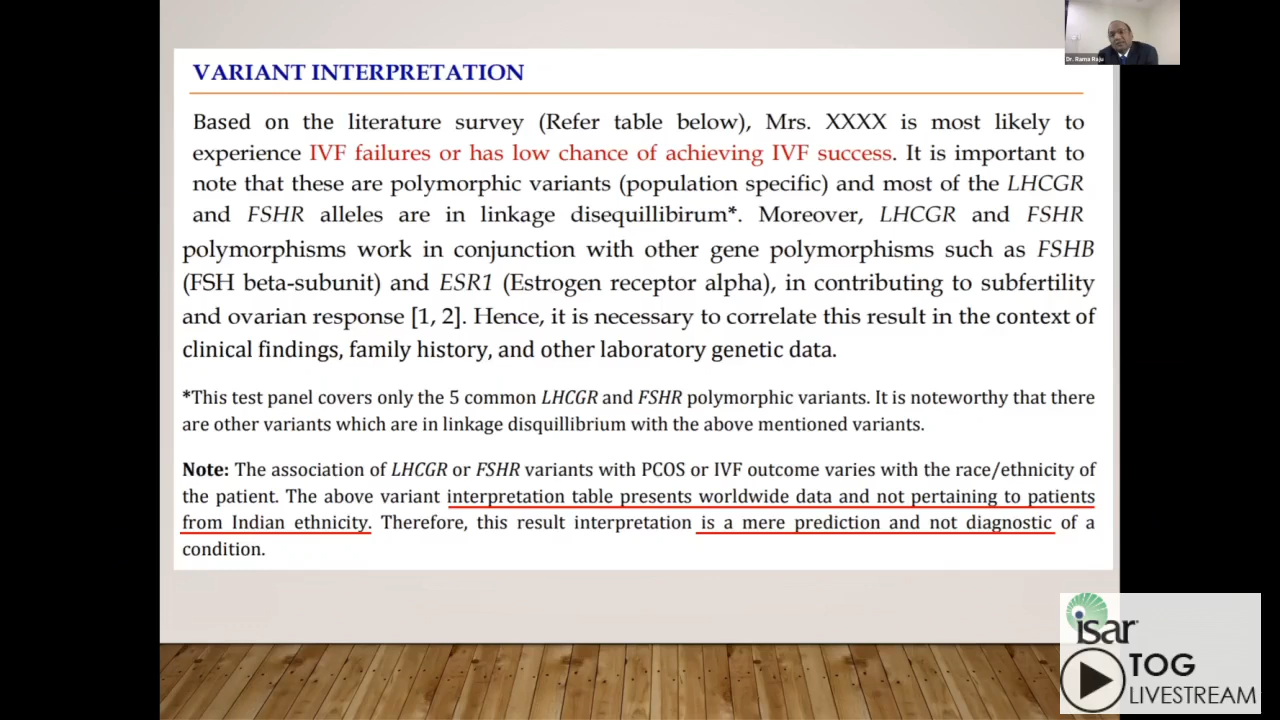 Dr. Rama Raju
VARIANT INTERPRETATION
Based on the literature survey (Refer table below), Mrs. XXXX is most likely to
experience IVF failures or has low chance of achieving IVF success. It is important to
note that these are polymorphic variants (population specific) and most of the LHCGR
and FSHR alleles are in linkage disequillibirum*. Moreover, LHCGR and FSHR
polymorphisms work in conjunction with other gene polymorphisms such as FSHB
(FSH beta-subunit) and ESR1 (Estrogen receptor alpha), in contributing to subfertility
and ovarian response [1, 2]. Hence, it is necessary to correlate this result in the context of
clinical findings, family history, and other laboratory genetic data.
*This test panel covers only the 5 common LHCGR and FSHR polymorphic variants. It is noteworthy that there
are other variants which are in linkage disquillibrium with the above mentioned variants.
Note: The association of LHCGR or FSHR variants with PCOS or IVF outcome varies with the race/ethnicity of
the patient. The above variant interpretation table presents worldwide data and not pertaining to patients
from Indian ethnicity. Therefore, this result interpretation is a mere prediction and not diagnostic of a
condition.
isar
TOG
LIVESTREAM